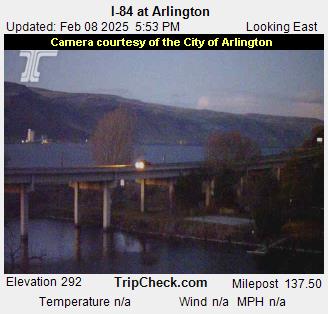 I-84 at Arlington
Updated: Feb 08 2025 5:53 PM Looking East
Camera courtesy of the City of Arlington
Elevation 292 TripCheck.com Milepost 137.50
Temperature n/a Wind n/a MPH n/a